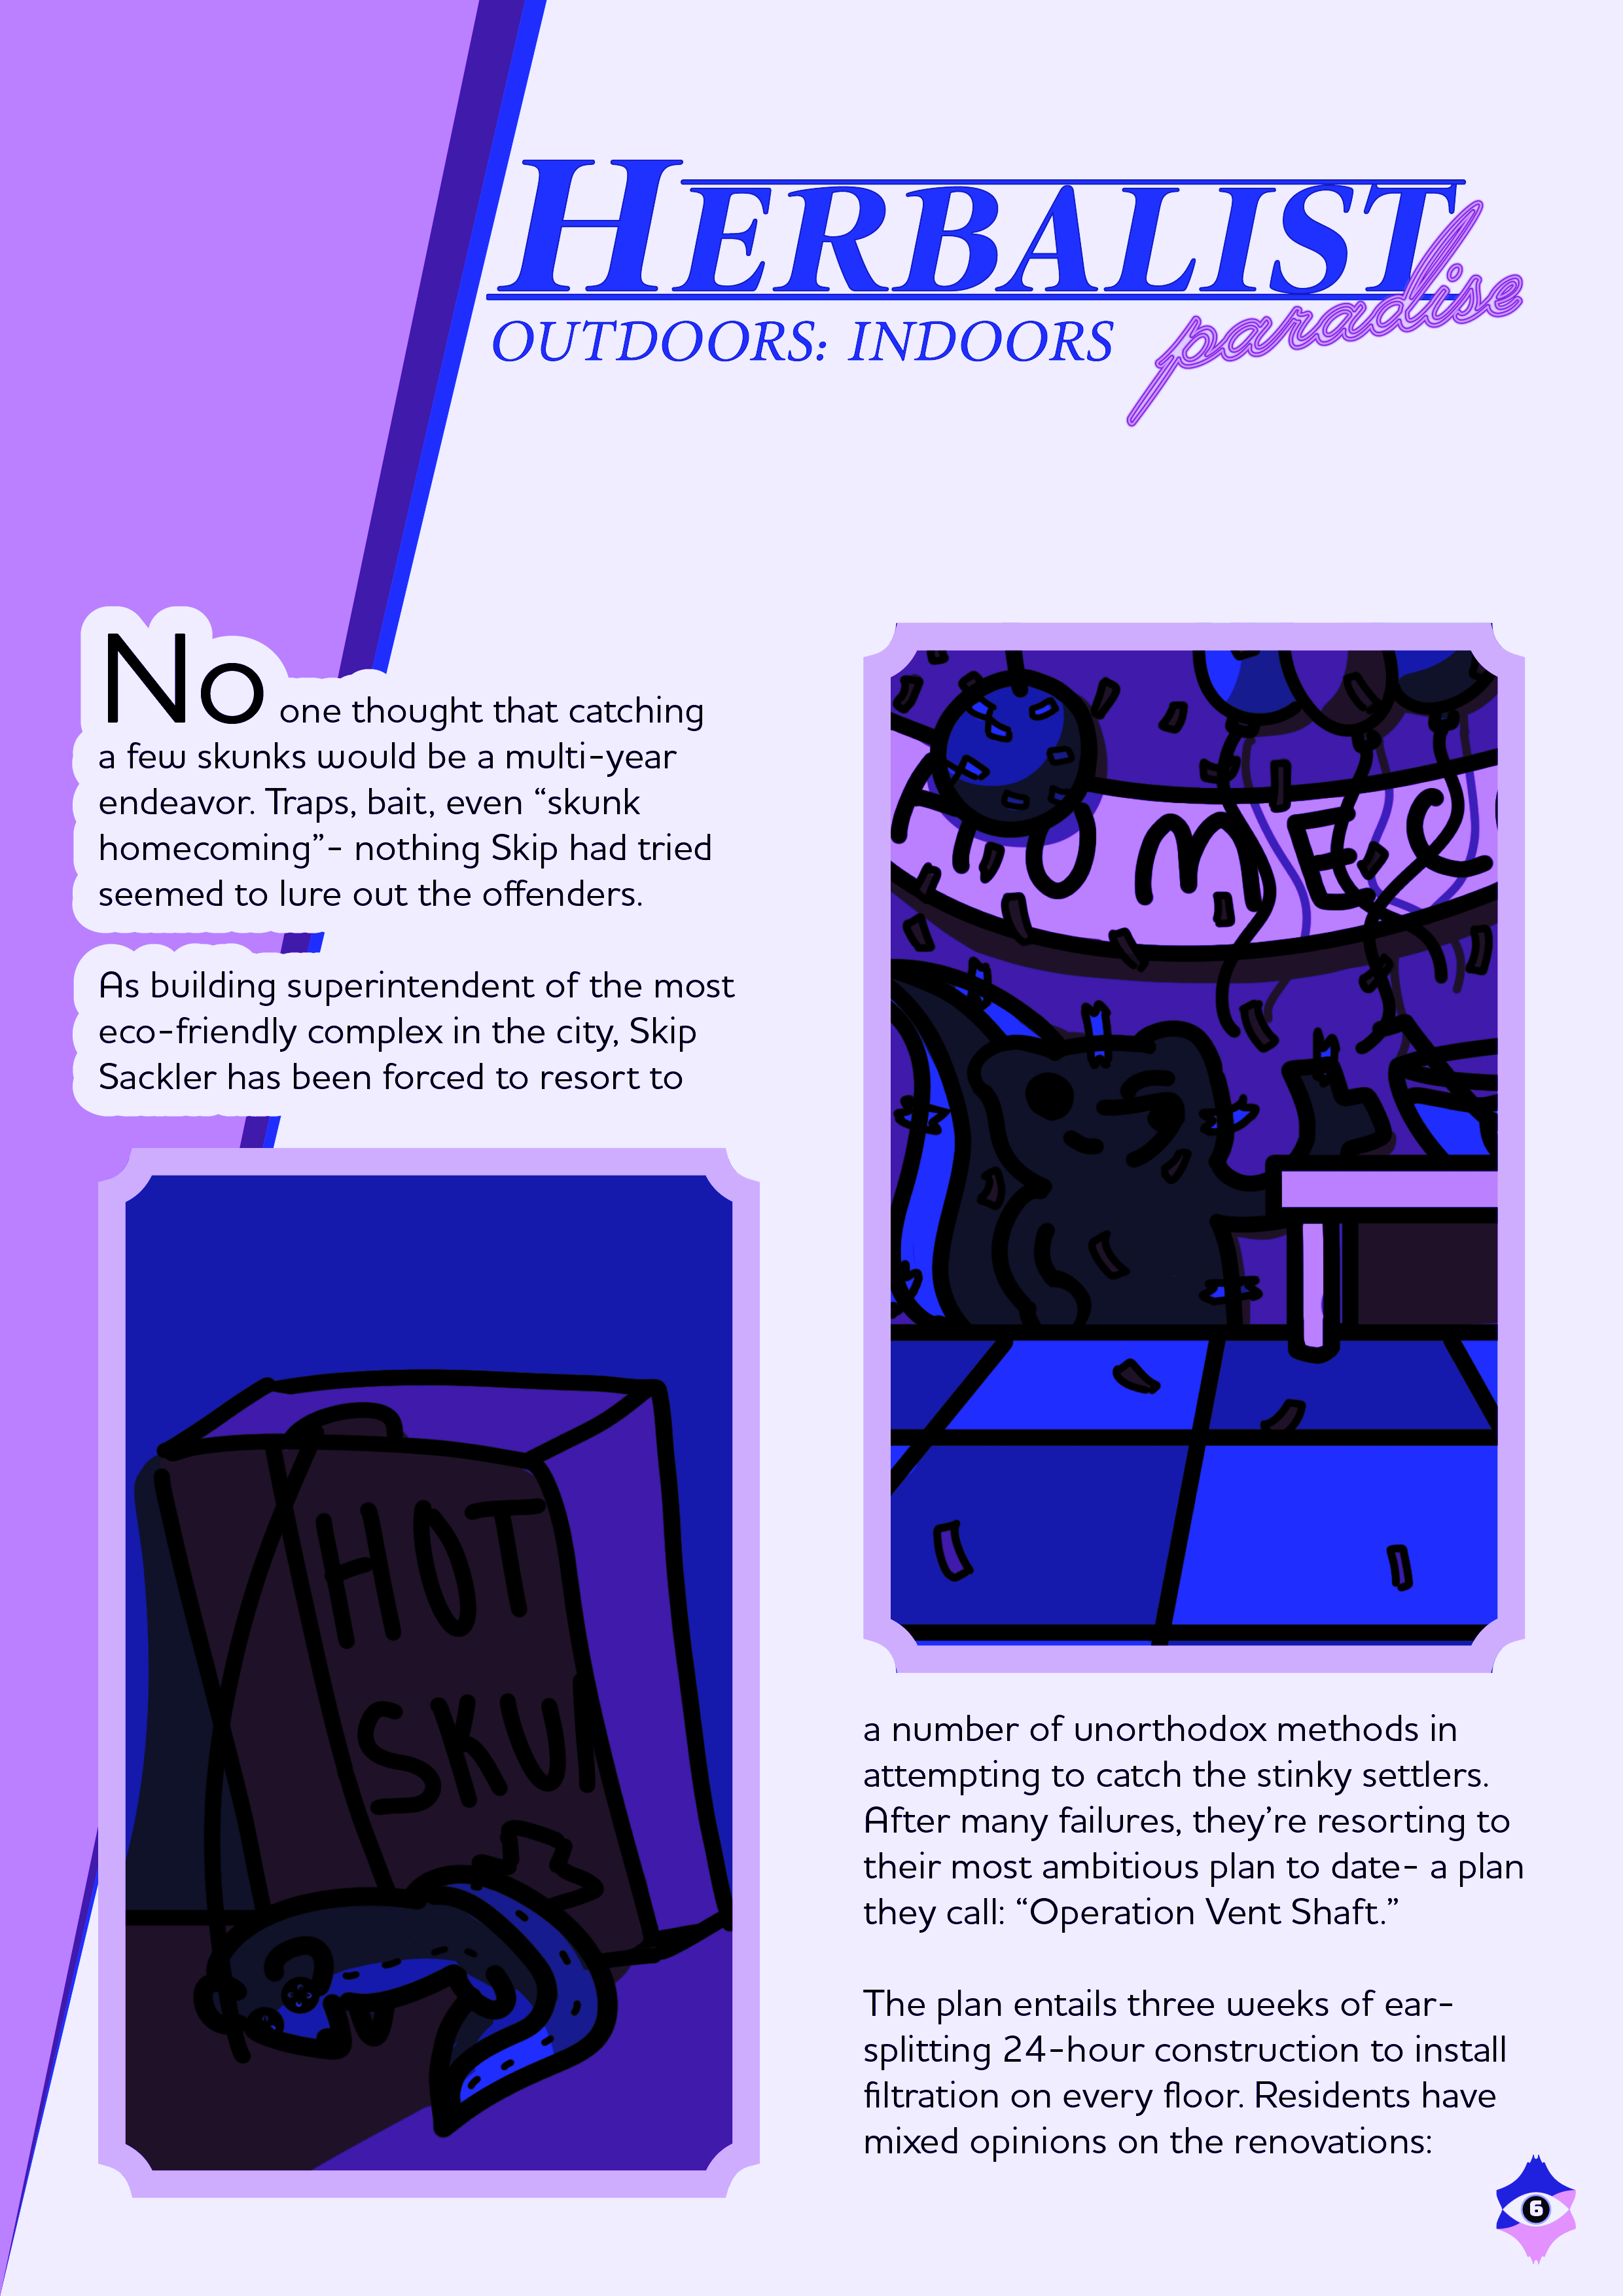 HERBALIST
paradise
OUTDOORS: INDOORS
No one thought that catching
a few skunks would be a multi-year
endeavor. Traps, bait, even “skunk
homecoming”- nothing Skip had tried
seemed to lure out the offenders.
As building superintendent of the most
eco-friendly complex in the city, Skip
Sackler has been forced to resort to
HOT
SKUN
HOMEC
a number of unorthodox methods in
attempting to catch the stinky settlers.
After many failures, they’re resorting to
their most ambitious plan to date- a plan
they call: “Operation Vent Shaft.”
The plan entails three weeks of ear-
splitting 24-hour construction to install
filtration on every floor. Residents have
mixed opinions on the renovations:
6